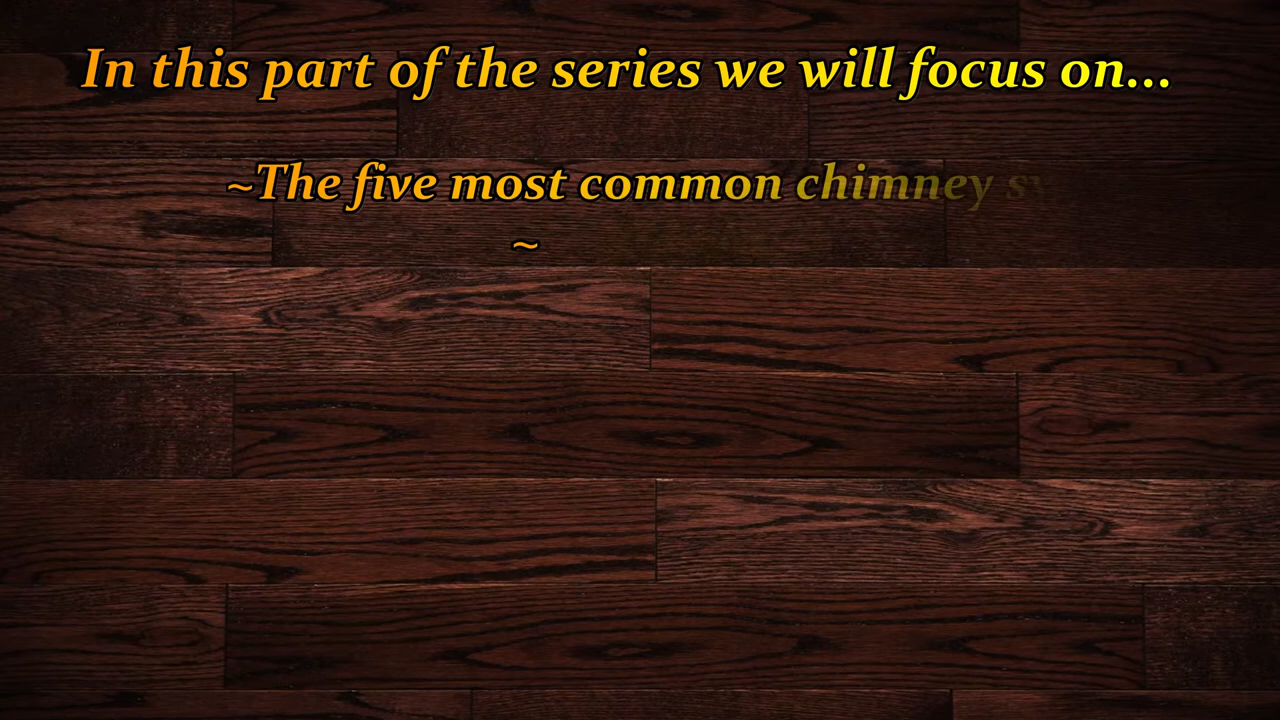 In this part of the series we will focus on...
~The five most common chimney
~